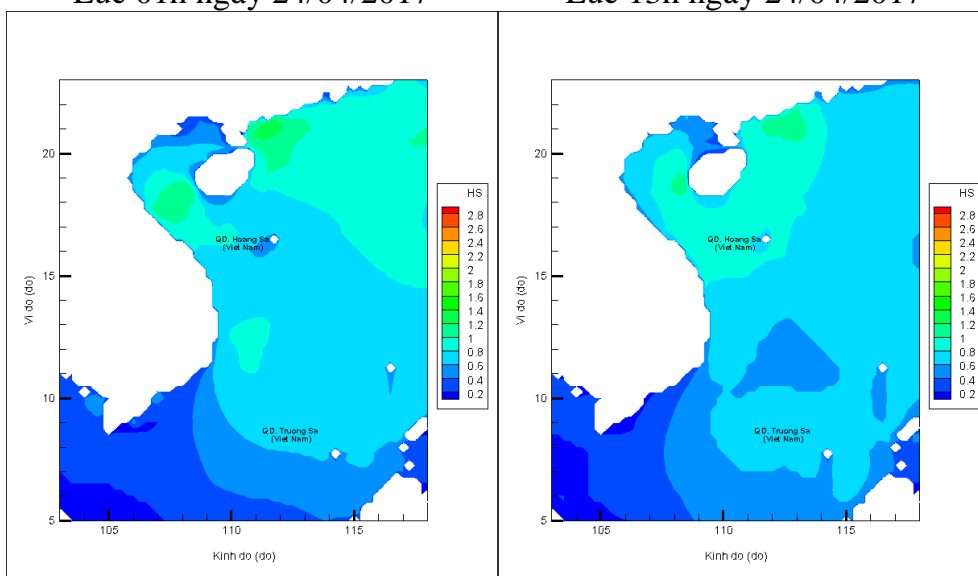 Lúc 01h ngày 24/04/2017
20
15
10
5
105
110
115
Vi do (do)
Kinh do (do)
QD. Hoang Sa
(Viet Nam)
QD. Truong Sa
(Viet Nam)
HS
2.8
2.6
2.4
2.2
2
1.8
1.6
1.4
1.2
1
0.8
0.6
0.4
0.2
Lúc 13h ngày 24/04/2017
20
15
10
5
105
110
115
Vi do (do)
Kinh do (do)
QD. Hoang Sa
(Viet Nam)
QD. Truong Sa
(Viet Nam)
HS
2.8
2.6
2.4
2.2
2
1.8
1.6
1.4
1.2
1
0.8
0.6
0.4
0.2